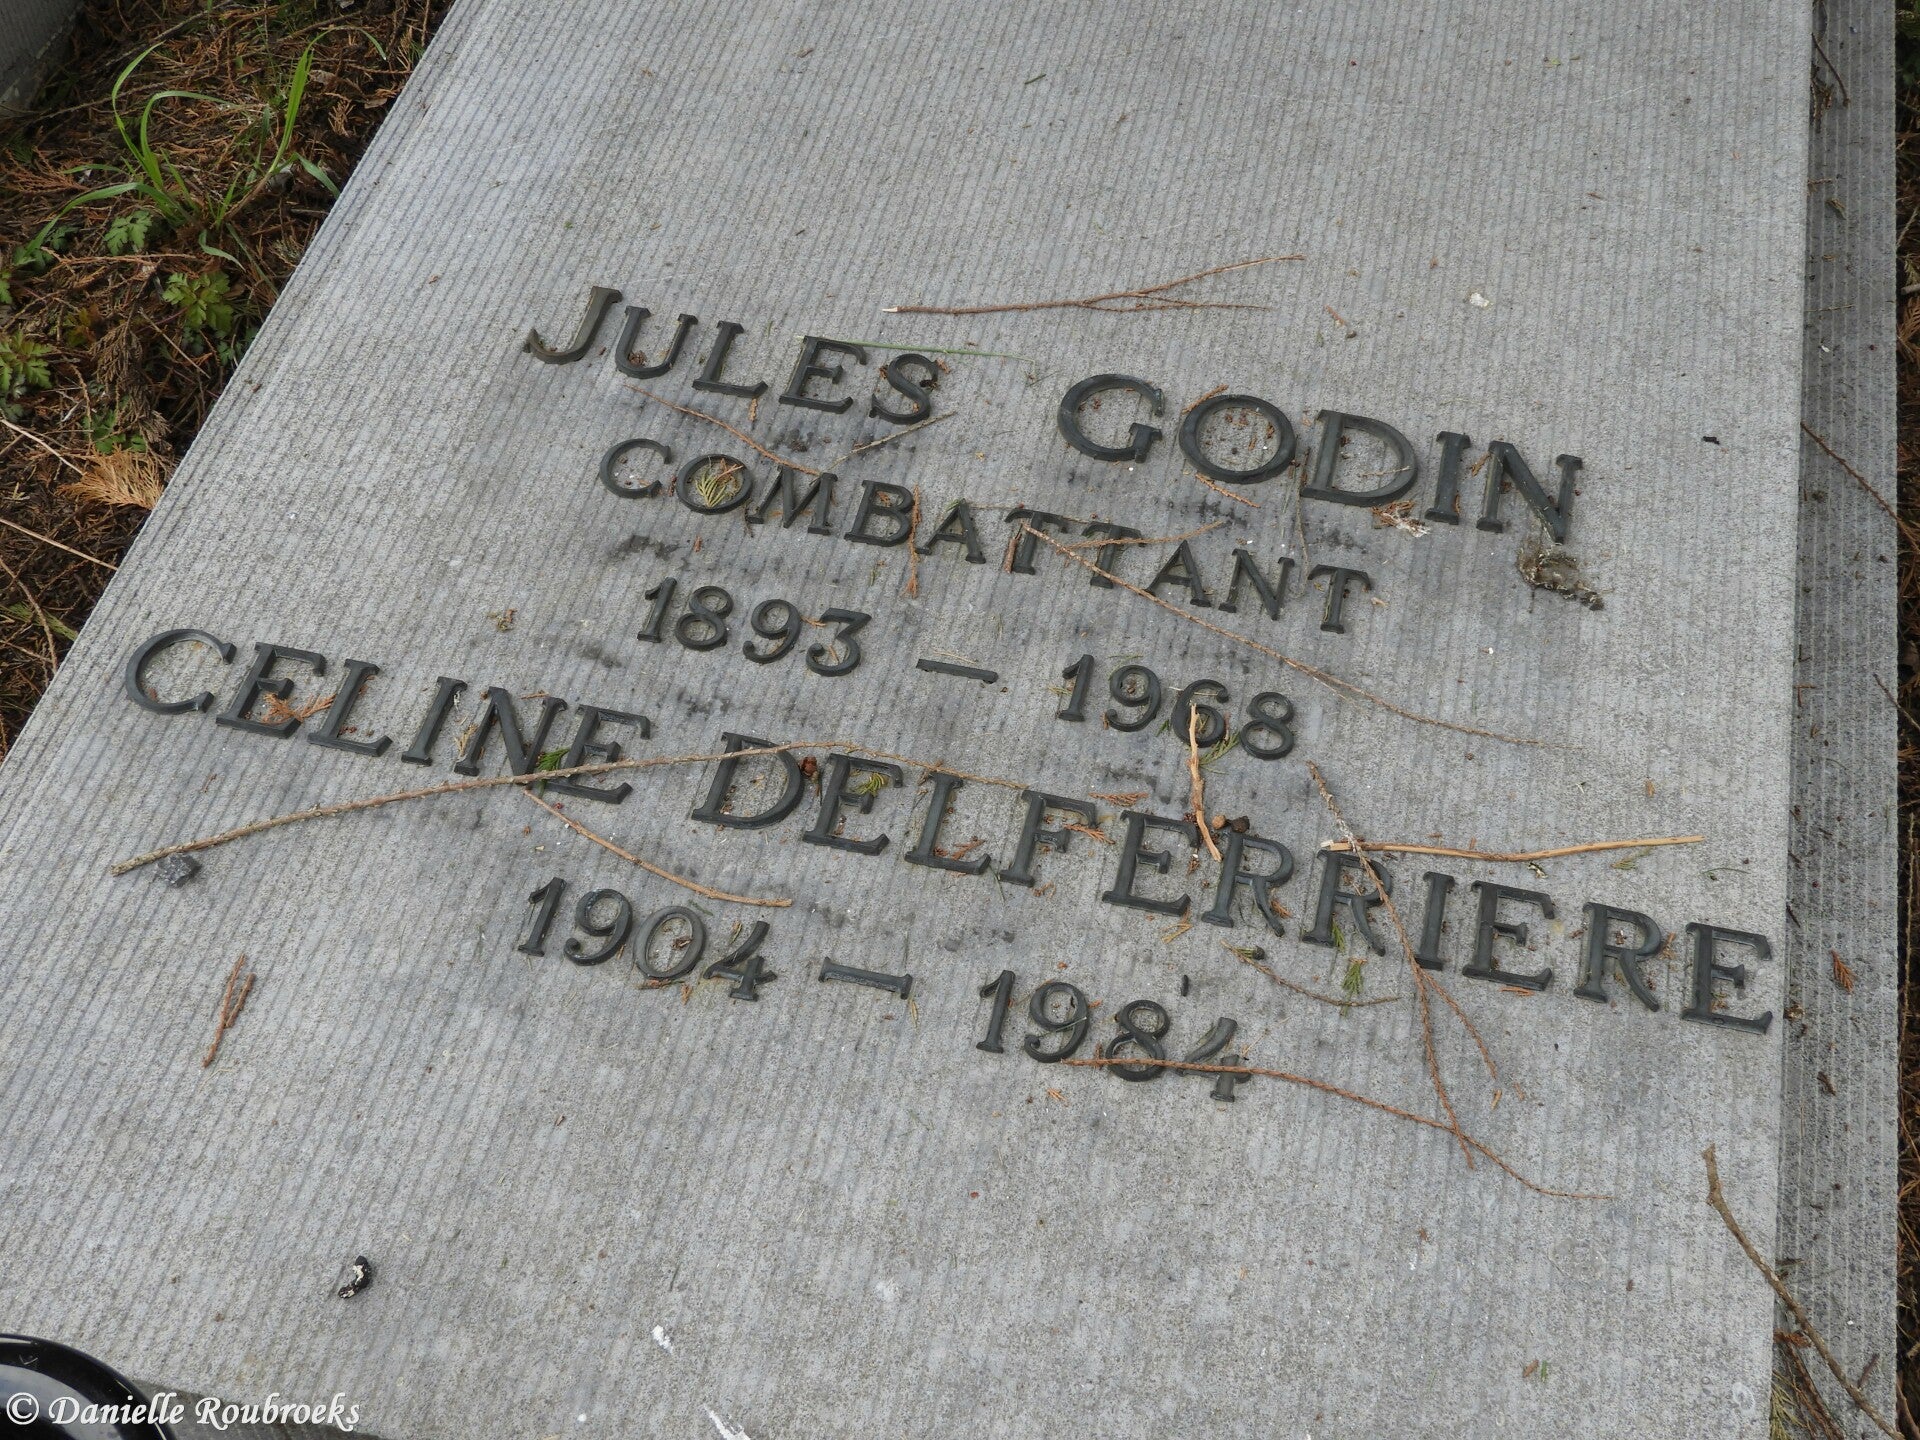 JULES GODIN
COMBATTANT
1893 – 1968
CELINE DELFERRIERE
1904 – 1984
© Danielle Roubroeks